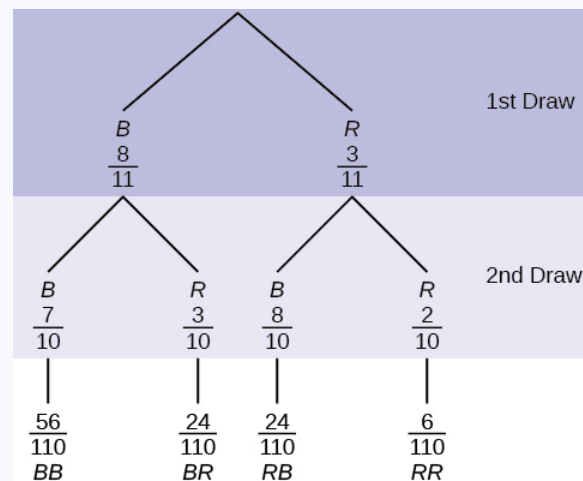 1st Draw
B R
8/11 3/11
2nd Draw
B R B R
7/10 3/10 8/10 2/10
56/110 24/110 24/110 6/110
BB BR RB RR